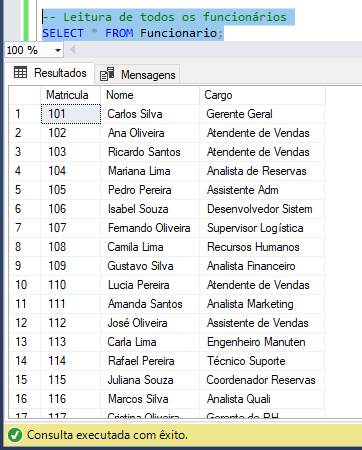 -- Leitura de todos os funcionários
SELECT * FROM Funcionario;
100 %
Resultados Mensagens
Matricula Nome Cargo
1 101 Carlos Silva Gerente Geral
2 102 Ana Oliveira Atendente de Vendas
3 103 Ricardo Santos Atendente de Vendas
4 104 Mariana Lima Analista de Reservas
5 105 Pedro Pereira Assistente Adm
6 106 Isabel Souza Desenvolvedor Sistem
7 107 Fernando Oliveira Supervisor Logística
8 108 Camila Lima Recursos Humanos
9 109 Gustavo Silva Analista Financeiro
10 110 Lucia Pereira Atendente de Vendas
11 111 Amanda Santos Analista Marketing
12 112 José Oliveira Assistente de Vendas
13 113 Carla Lima Engenheiro Manuten
14 114 Rafael Pereira Técnico Suporte
15 115 Juliana Souza Coordenador Reservas
16 116 Marcos Silva Analista Quali
17 117 Cristina Oliveira Gerente de RH
Consulta executada com êxito.